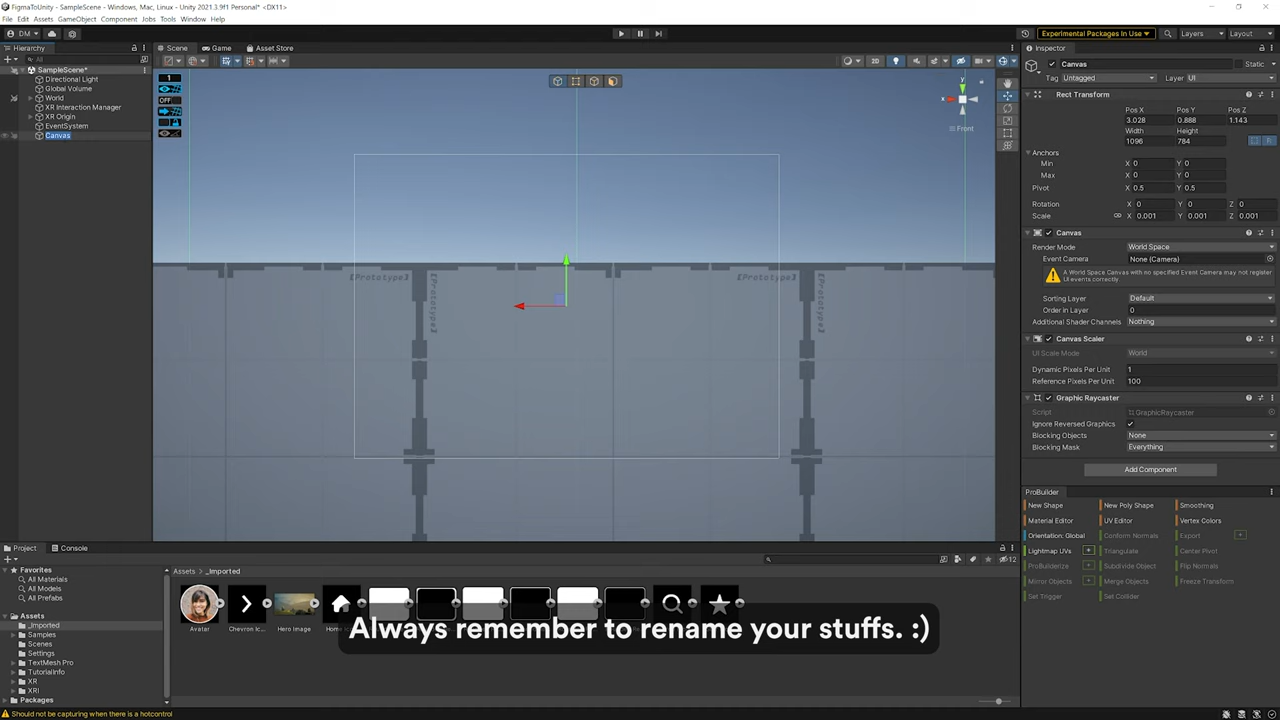 FigmaToUnity - SampleScene - Windows, Mac, Linux - Unity 2021.3.9f1 Personal* <DX11>
File Edit Assets GameObject Component Jobs Tools Window Help
DM
Experimental Packages In Use
Layers
Layout
Hierarchy
Scene
Game
Asset Store
Inspector
All
SampleScene*
Directional Light
Global Volume
World
XR Interaction Manager
XR Origin
EventSystem
Canvas
1
OFF
2D
y
x
Front
[Prototype]
[Prototype]
[Prototype]
[Prototype]
Canvas
Static
Tag Untagged
Layer UI
Rect Transform
Pos X Pos Y Pos Z
3.028 0.888 1.143
Width Height
1096 784
Anchors
Min X 0 Y 0
Max X 0 Y 0
Pivot X 0.5 Y 0.5
Rotation X 0 Y 0 Z 0
Scale X 0.001 Y 0.001 Z 0.001
Canvas
Render Mode World Space
Event Camera None (Camera)
A World Space Canvas with no specified Event Camera may not register UI events correctly.
Sorting Layer Default
Order in Layer 0
Additional Shader Channels Nothing
Canvas Scaler
UI Scale Mode World
Dynamic Pixels Per Unit 1
Reference Pixels Per Unit 100
Graphic Raycaster
Script GraphicRaycaster
Ignore Reversed Graphics
Blocking Objects None
Blocking Mask Everything
Add Component
ProBuilder
New Shape New Poly Shape Smoothing
Material Editor UV Editor Vertex Colors
Orientation: Global Conform Normals Export
Lightmap UVs Triangulate Center Pivot
ProBuilderize Subdivide Object Flip Normals
Mirror Objects Merge Objects Freeze Transform
Set Trigger Set Collider
Project
Console
12
Favorites
All Materials
All Models
All Prefabs
Assets
_Imported
Samples
Scenes
Settings
TextMesh Pro
TutorialInfo
XR
XRI
Packages
Assets > _Imported
Avatar
Chevron Ic...
Hero Image
Always remember to rename your stuffs. :)
Should not be capturing when there is a hotcontrol